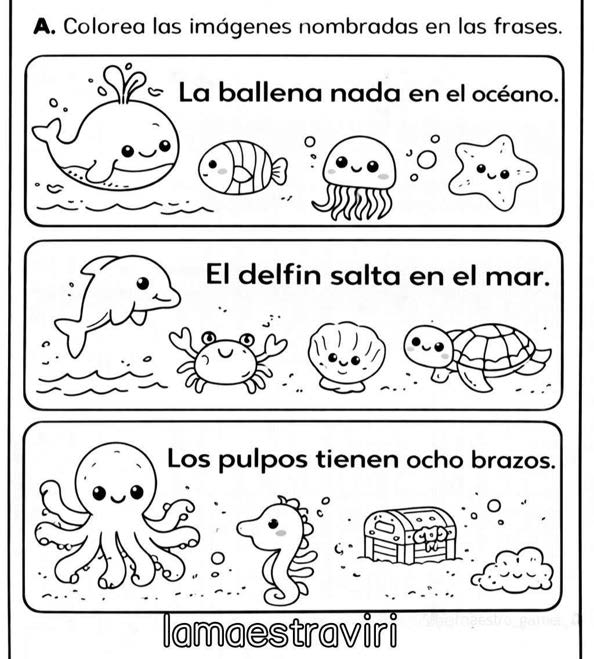 A. Colorea las imágenes nombradas en las frases.
La ballena nada en el océano.
El delfin salta en el mar.
Los pulpos tienen ocho brazos.
lamaestraviri